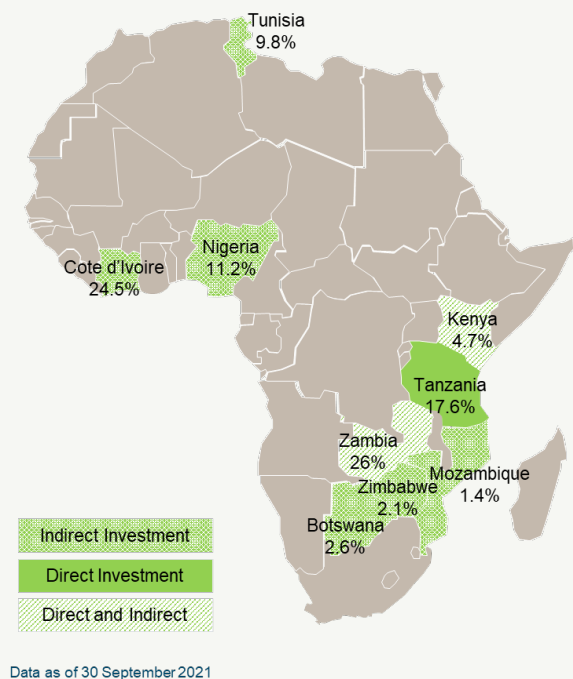 Tunisia
9.8%
Nigeria
11.2%
Cote d'Ivoire
24.5%
Kenya
4.7%
Tanzania
17.6%
Zambia
26%
Mozambique
1.4%
Zimbabwe
2.1%
Botswana
2.6%
Indirect Investment
Direct Investment
Direct and Indirect
Data as of 30 September 2021